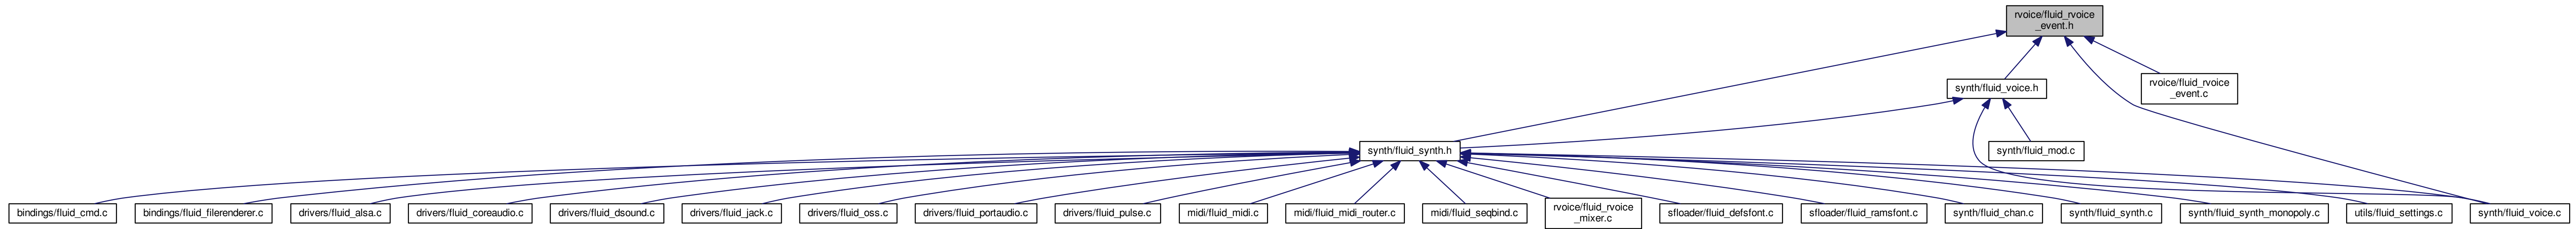 rvoice/fluid_rvoice
_event.h
synth/fluid_voice.h
rvoice/fluid_rvoice
_event.c
synth/fluid_synth.h
synth/fluid_mod.c
bindings/fluid_cmd.c
bindings/fluid_filerenderer.c
drivers/fluid_alsa.c
drivers/fluid_coreaudio.c
drivers/fluid_dsound.c
drivers/fluid_jack.c
drivers/fluid_oss.c
drivers/fluid_portaudio.c
drivers/fluid_pulse.c
midi/fluid_midi.c
midi/fluid_midi_router.c
midi/fluid_seqbind.c
rvoice/fluid_rvoice
_mixer.c
sfloader/fluid_defsfont.c
sfloader/fluid_ramsfont.c
synth/fluid_chan.c
synth/fluid_synth.c
synth/fluid_synth_monopoly.c
utils/fluid_settings.c
synth/fluid_voice.c